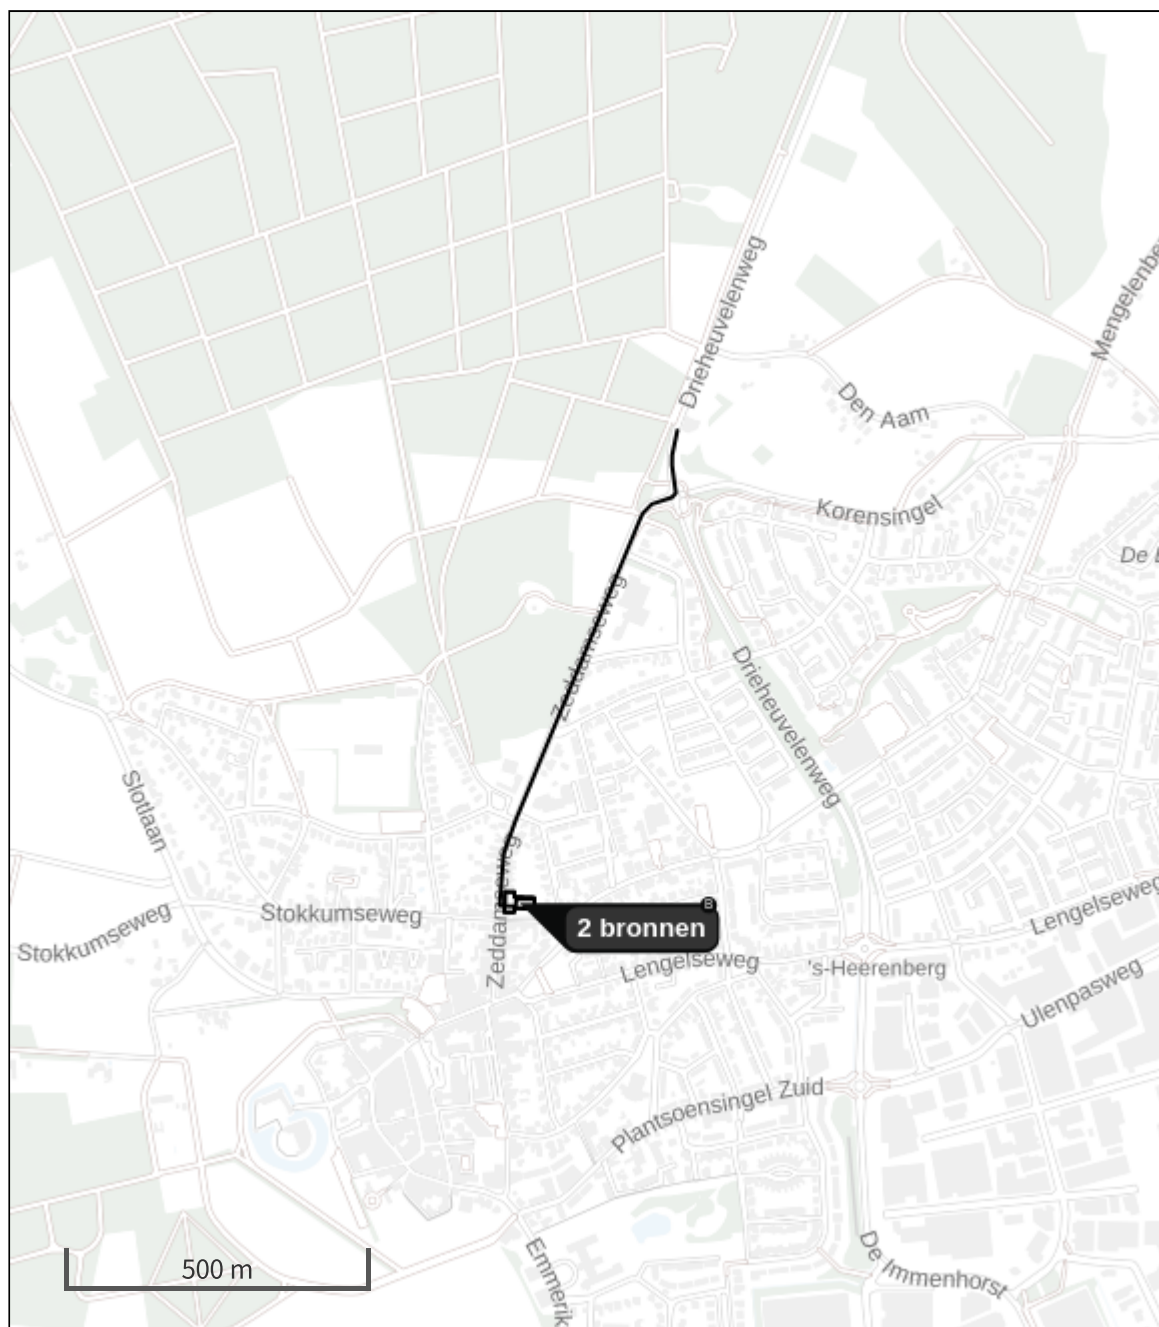 Drieheuvelenweg
Mengelenbe
Den Aam
Korensingel
De
Zeddamseweg
Drieheuvelenweg
Slotlaan
Zeddamseweg
B
Stokkumseweg
Stokkumseweg
2 bronnen
Lengelseweg
Lengelseweg
's-Heerenberg
Ulenpasweg
Plantsoensingel Zuid
De Immenhorst
Emmerik
500 m